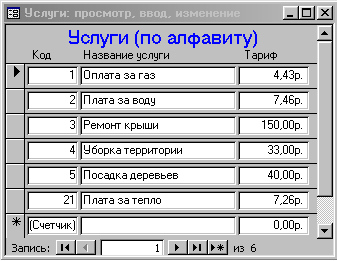 Услуги: просмотр, ввод, изменение
Услуги (по алфавиту)
Код Название услуги Тариф
1 Оплата за газ 4,43р.
2 Плата за воду 7,46р.
3 Ремонт крыши 150,00р.
4 Уборка территории 33,00р.
5 Посадка деревьев 40,00р.
21 Плата за тепло 7,26р.
(Счетчик) 0,00р.
Запись: 1 из 6